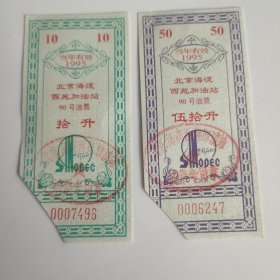 10 10
当年有效
1995
北京海淀
西苑加油站
90号油票
拾升
Sinopec
0007496
50 50
当年有效
1995
北京海淀
西苑加油站
90号油票
伍拾升
Sinopec
0006247